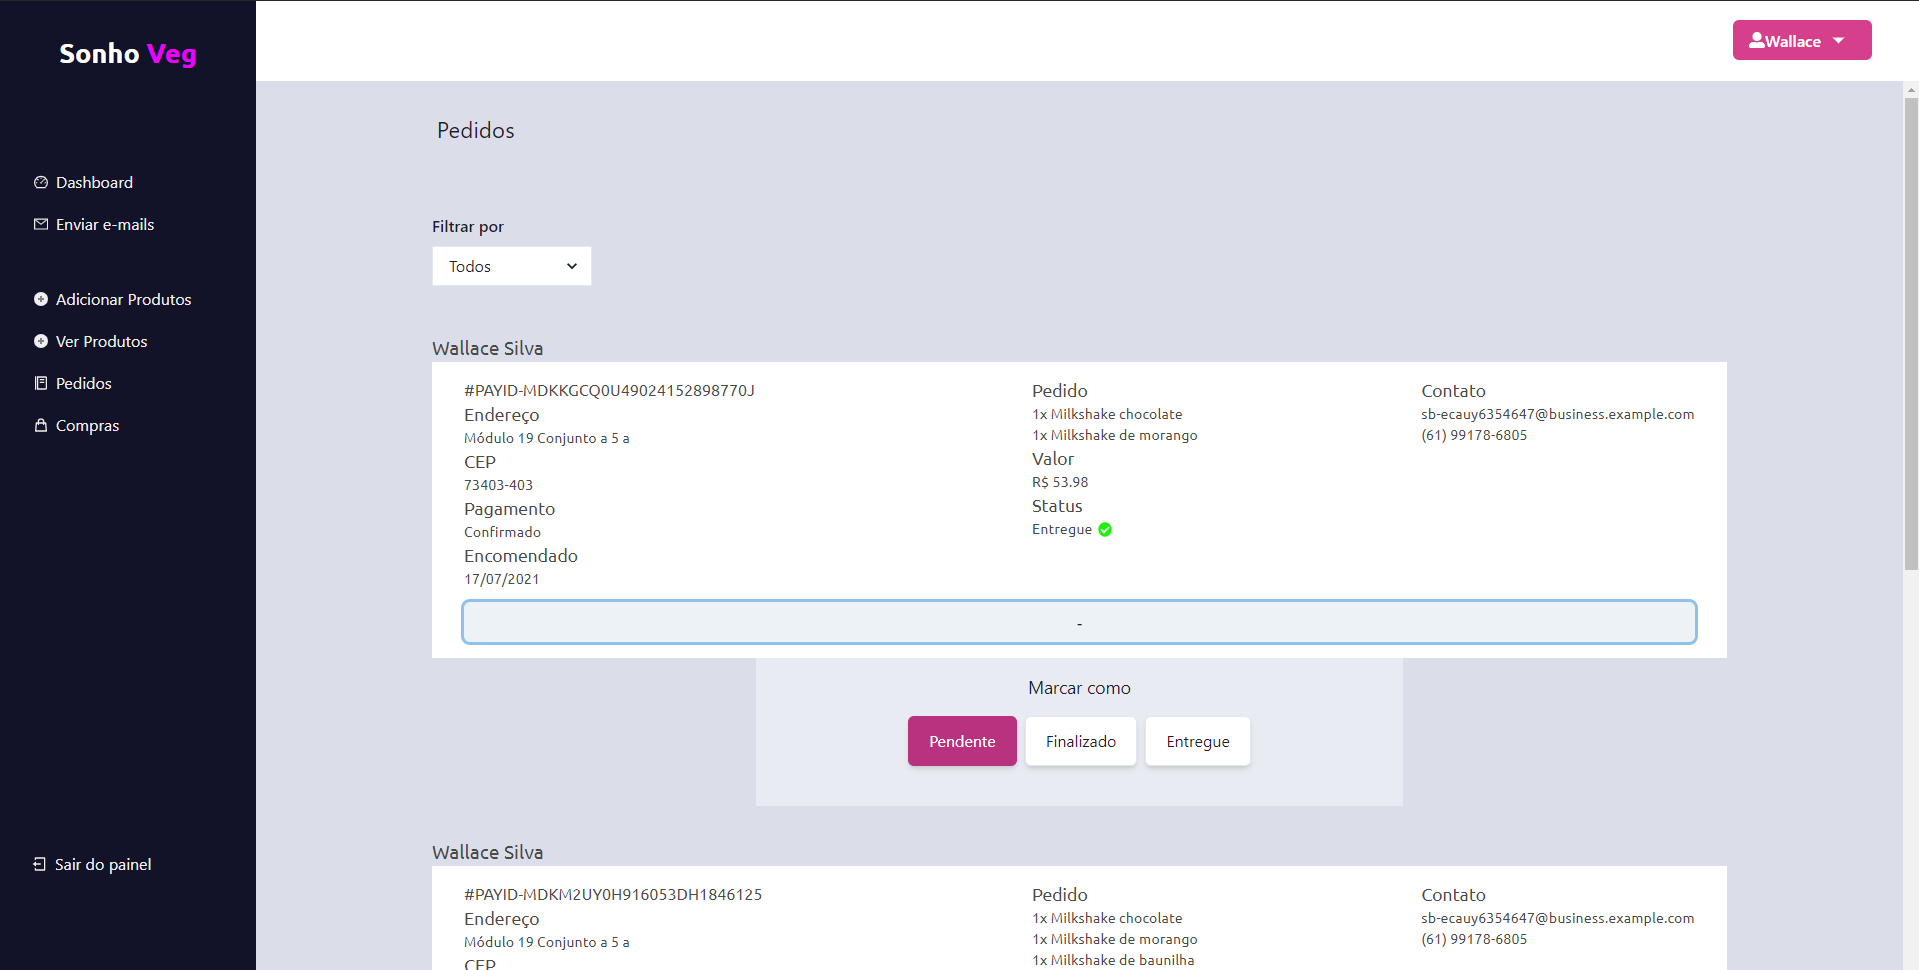 Sonho Veg
Wallace
Dashboard
Enviar e-mails
Adicionar Produtos
Ver Produtos
Pedidos
Compras
Sair do painel
Pedidos
Filtrar por
Todos
Wallace Silva
#PAYID-MDKKGCQ0U49024152898770J
Endereço
Módulo 19 Conjunto a 5 a
CEP
73403-403
Pagamento
Confirmado
Encomendado
17/07/2021
Pedido
1x Milkshake chocolate
1x Milkshake de morango
Valor
R$ 53.98
Status
Entregue
Contato
sb-ecauy6354647@business.example.com
(61) 99178-6805
-
Marcar como
Pendente
Finalizado
Entregue
Wallace Silva
#PAYID-MDKM2UY0H916053DH1846125
Endereço
Módulo 19 Conjunto a 5 a
CEP
Pedido
1x Milkshake chocolate
1x Milkshake de morango
1x Milkshake de baunilha
Contato
sb-ecauy6354647@business.example.com
(61) 99178-6805